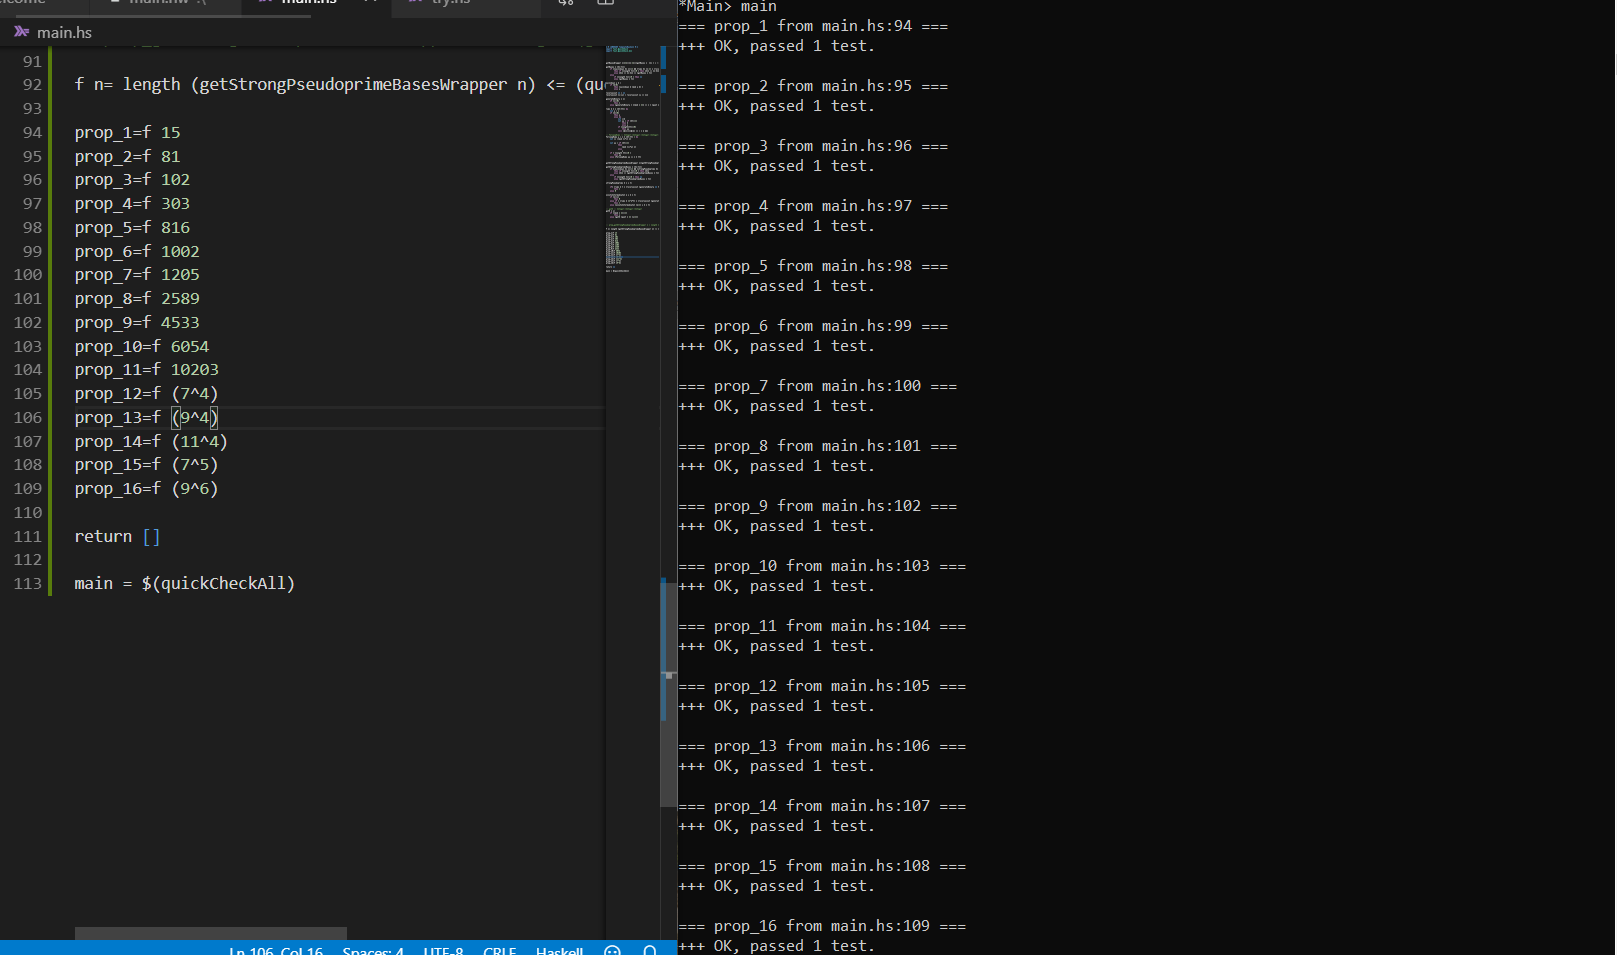 main.hs
91
92 f n= length (getStrongPseudoprimeBasesWrapper n) <= (qu
93
94 prop_1=f 15
95 prop_2=f 81
96 prop_3=f 102
97 prop_4=f 303
98 prop_5=f 816
99 prop_6=f 1002
100 prop_7=f 1205
101 prop_8=f 2589
102 prop_9=f 4533
103 prop_10=f 6054
104 prop_11=f 10203
105 prop_12=f (7^4)
106 prop_13=f (9^4)
107 prop_14=f (11^4)
108 prop_15=f (7^5)
109 prop_16=f (9^6)
110
111 return []
112
113 main = $(quickCheckAll)
Ln 106, Col 16 Spaces: 4 UTF-8 CRLF Haskell
*Main> main
=== prop_1 from main.hs:94 ===
+++ OK, passed 1 test.
=== prop_2 from main.hs:95 ===
+++ OK, passed 1 test.
=== prop_3 from main.hs:96 ===
+++ OK, passed 1 test.
=== prop_4 from main.hs:97 ===
+++ OK, passed 1 test.
=== prop_5 from main.hs:98 ===
+++ OK, passed 1 test.
=== prop_6 from main.hs:99 ===
+++ OK, passed 1 test.
=== prop_7 from main.hs:100 ===
+++ OK, passed 1 test.
=== prop_8 from main.hs:101 ===
+++ OK, passed 1 test.
=== prop_9 from main.hs:102 ===
+++ OK, passed 1 test.
=== prop_10 from main.hs:103 ===
+++ OK, passed 1 test.
=== prop_11 from main.hs:104 ===
+++ OK, passed 1 test.
=== prop_12 from main.hs:105 ===
+++ OK, passed 1 test.
=== prop_13 from main.hs:106 ===
+++ OK, passed 1 test.
=== prop_14 from main.hs:107 ===
+++ OK, passed 1 test.
=== prop_15 from main.hs:108 ===
+++ OK, passed 1 test.
=== prop_16 from main.hs:109 ===
+++ OK, passed 1 test.